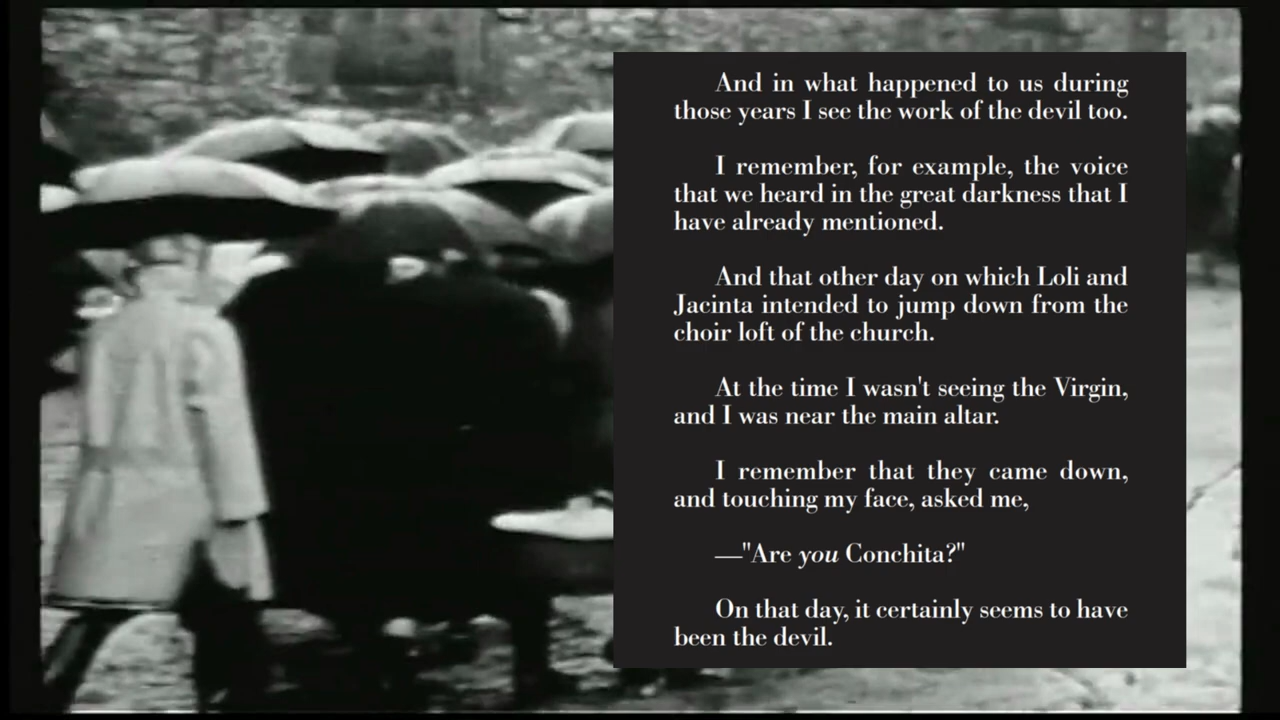 And in what happened to us during
those years I see the work of the devil too.
I remember, for example, the voice
that we heard in the great darkness that I
have already mentioned.
And that other day on which Loli and
Jacinta intended to jump down from the
choir loft of the church.
At the time I wasn't seeing the Virgin,
and I was near the main altar.
I remember that they came down,
and touching my face, asked me,
—"Are you Conchita?"
On that day, it certainly seems to have
been the devil.